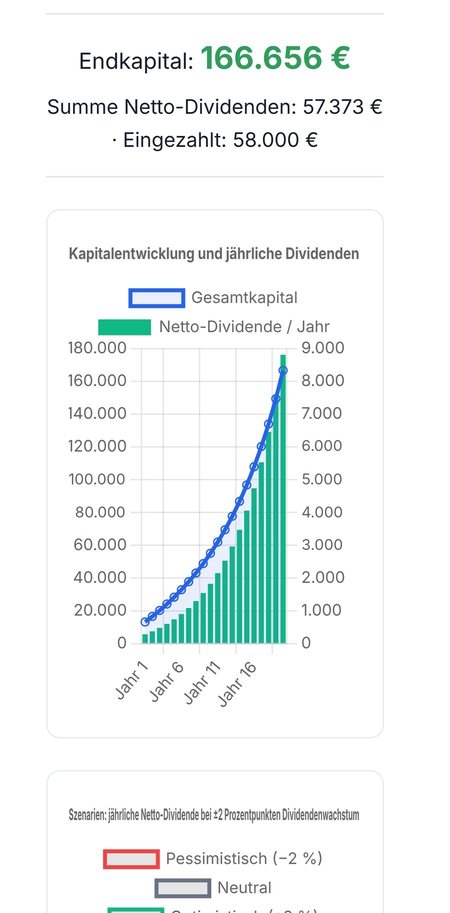 Endkapital: 166.656 €
Summe Netto-Dividenden: 57.373 €
· Eingezahlt: 58.000 €
Kapitalentwicklung und jährliche Dividenden
Gesamtkapital
Netto-Dividende / Jahr
180.000
160.000
140.000
120.000
100.000
80.000
60.000
40.000
20.000
0
9.000
8.000
7.000
6.000
5.000
4.000
3.000
2.000
1.000
0
Jahr 1
Jahr 6
Jahr 11
Jahr 16
Szenarien: jährliche Netto-Dividende bei ±2 Prozentpunkten Dividendenwachstum
Pessimistisch (−2 %)
Neutral